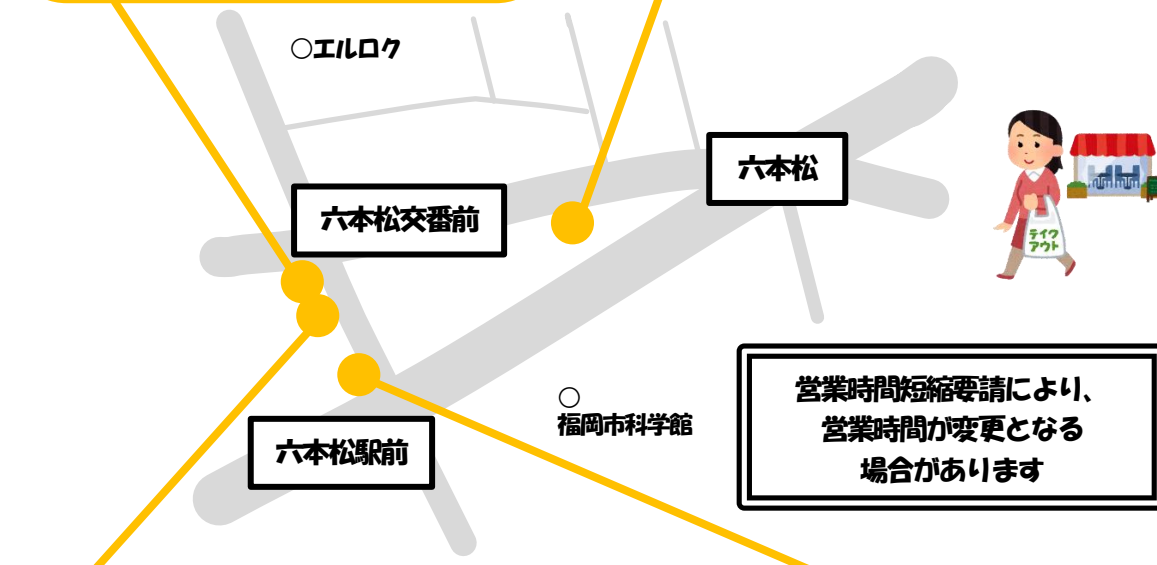 ○エルロク
六本松
六本松交番前
テイク
アウト
営業時間短縮要請により、
営業時間が変更となる
場合があります
○
福岡市科学館
六本松駅前